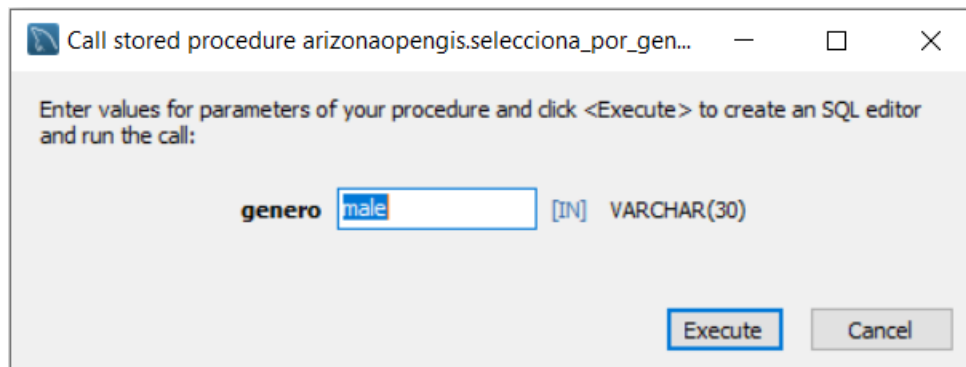 Call stored procedure arizonaopengis.selecciona_por_gen...
Enter values for parameters of your procedure and click <Execute> to create an SQL editor
and run the call:
genero male [IN] VARCHAR(30)
Execute Cancel